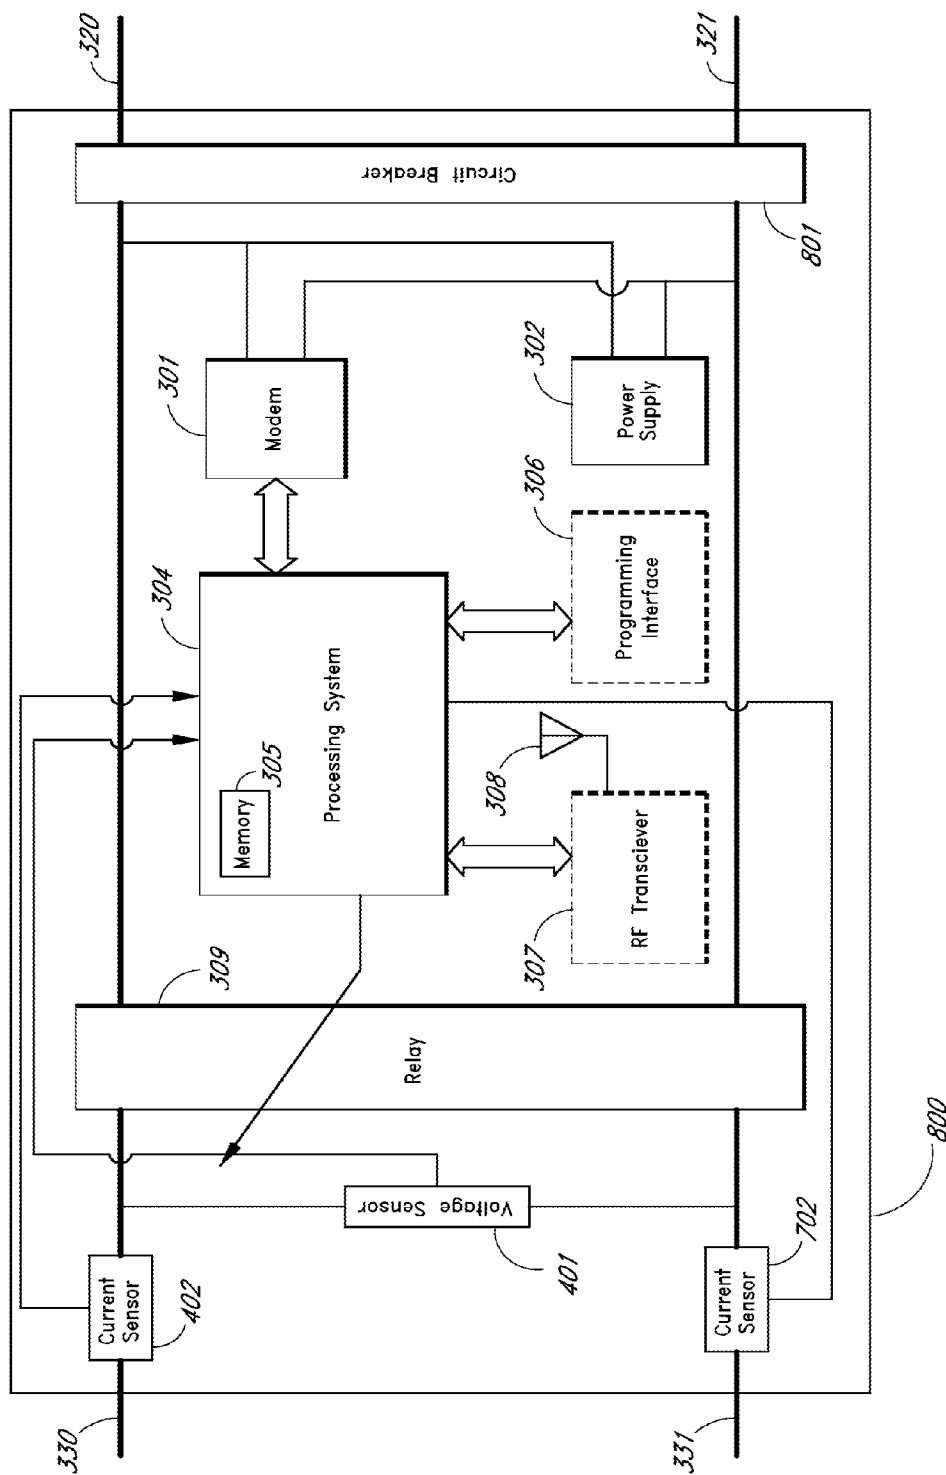 320
321
Circuit Breaker
801
301
Modem
302
Power
Supply
306
Programming
Interface
304
Processing System
305
Memory
308
307
RF Transciever
309
Relay
Voltage Sensor
401
Current
Sensor
402
Current
Sensor
702
330
331
800